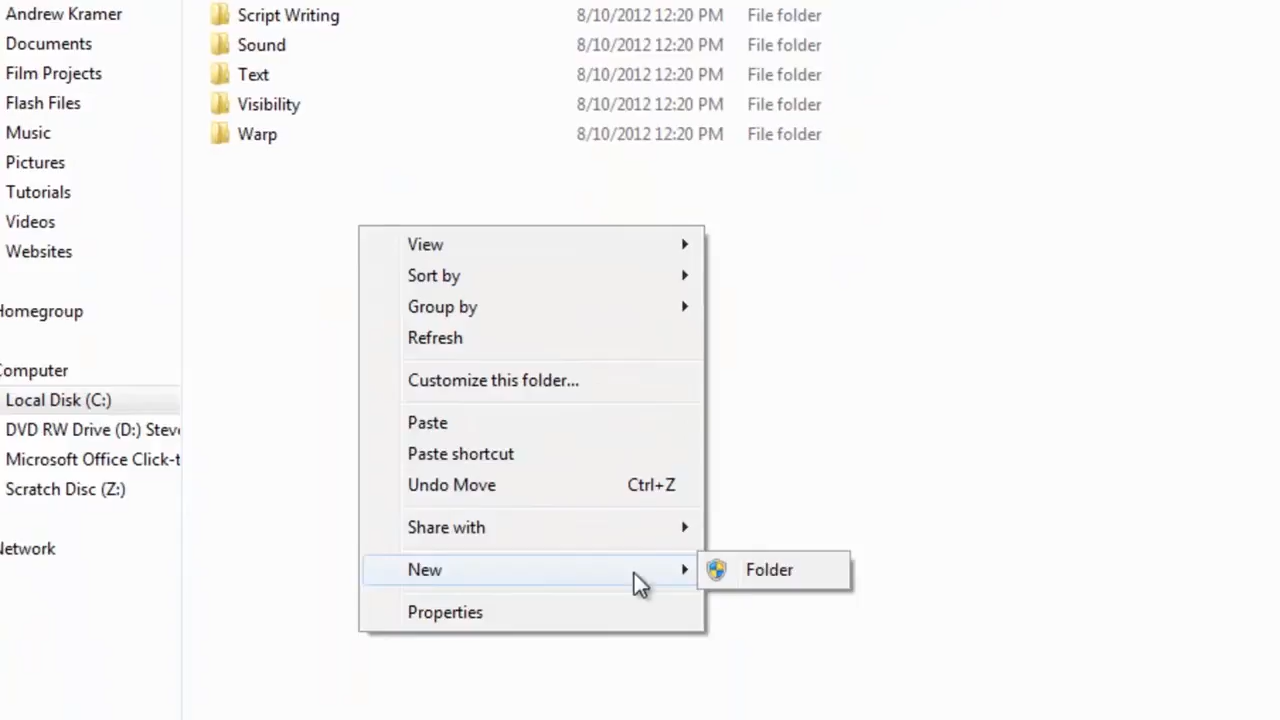 Andrew Kramer
Documents
Film Projects
Flash Files
Music
Pictures
Tutorials
Videos
Websites
Homegroup
Computer
Local Disk (C:)
DVD RW Drive (D:) Steve
Microsoft Office Click-t
Scratch Disc (Z:)
Network
Script Writing 8/10/2012 12:20 PM File folder
Sound 8/10/2012 12:20 PM File folder
Text 8/10/2012 12:20 PM File folder
Visibility 8/10/2012 12:20 PM File folder
Warp 8/10/2012 12:20 PM File folder
View
Sort by
Group by
Refresh
Customize this folder...
Paste
Paste shortcut
Undo Move Ctrl+Z
Share with
New
Properties
Folder